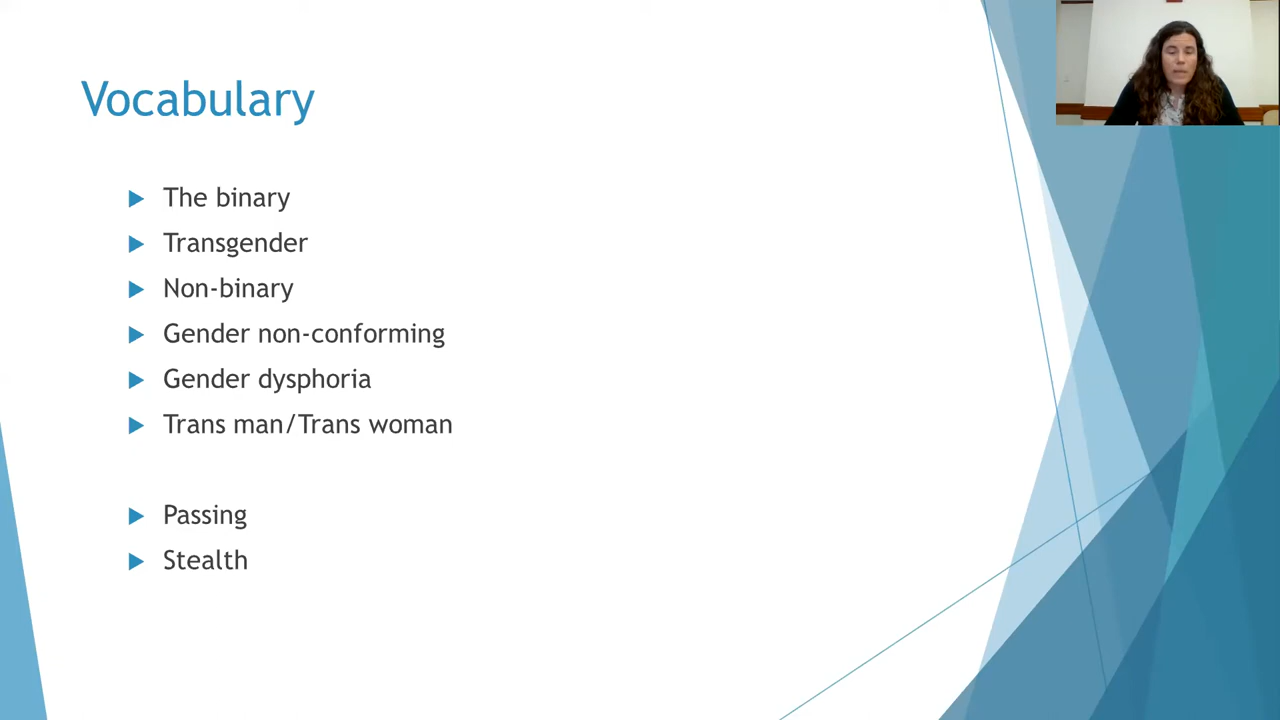 Vocabulary
The binary
Transgender
Non-binary
Gender non-conforming
Gender dysphoria
Trans man/Trans woman
Passing
Stealth